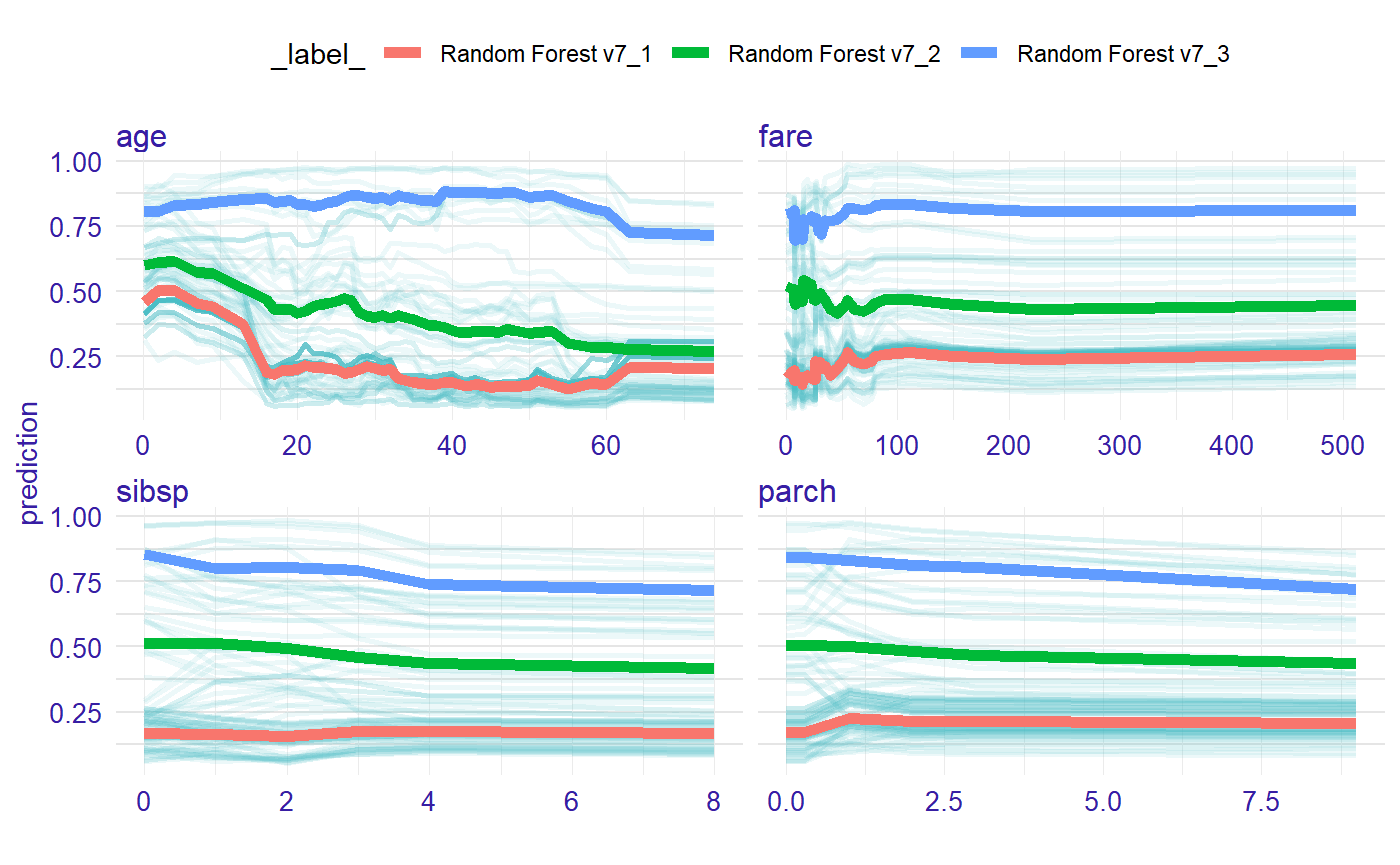 _label_ Random Forest v7_1 Random Forest v7_2 Random Forest v7_3
age
fare
1.00
0.75
0.50
0.25
0 20 40 60
0 100 200 300 400 500
prediction
sibsp
parch
1.00
0.75
0.50
0.25
0 2 4 6 8
0.0 2.5 5.0 7.5